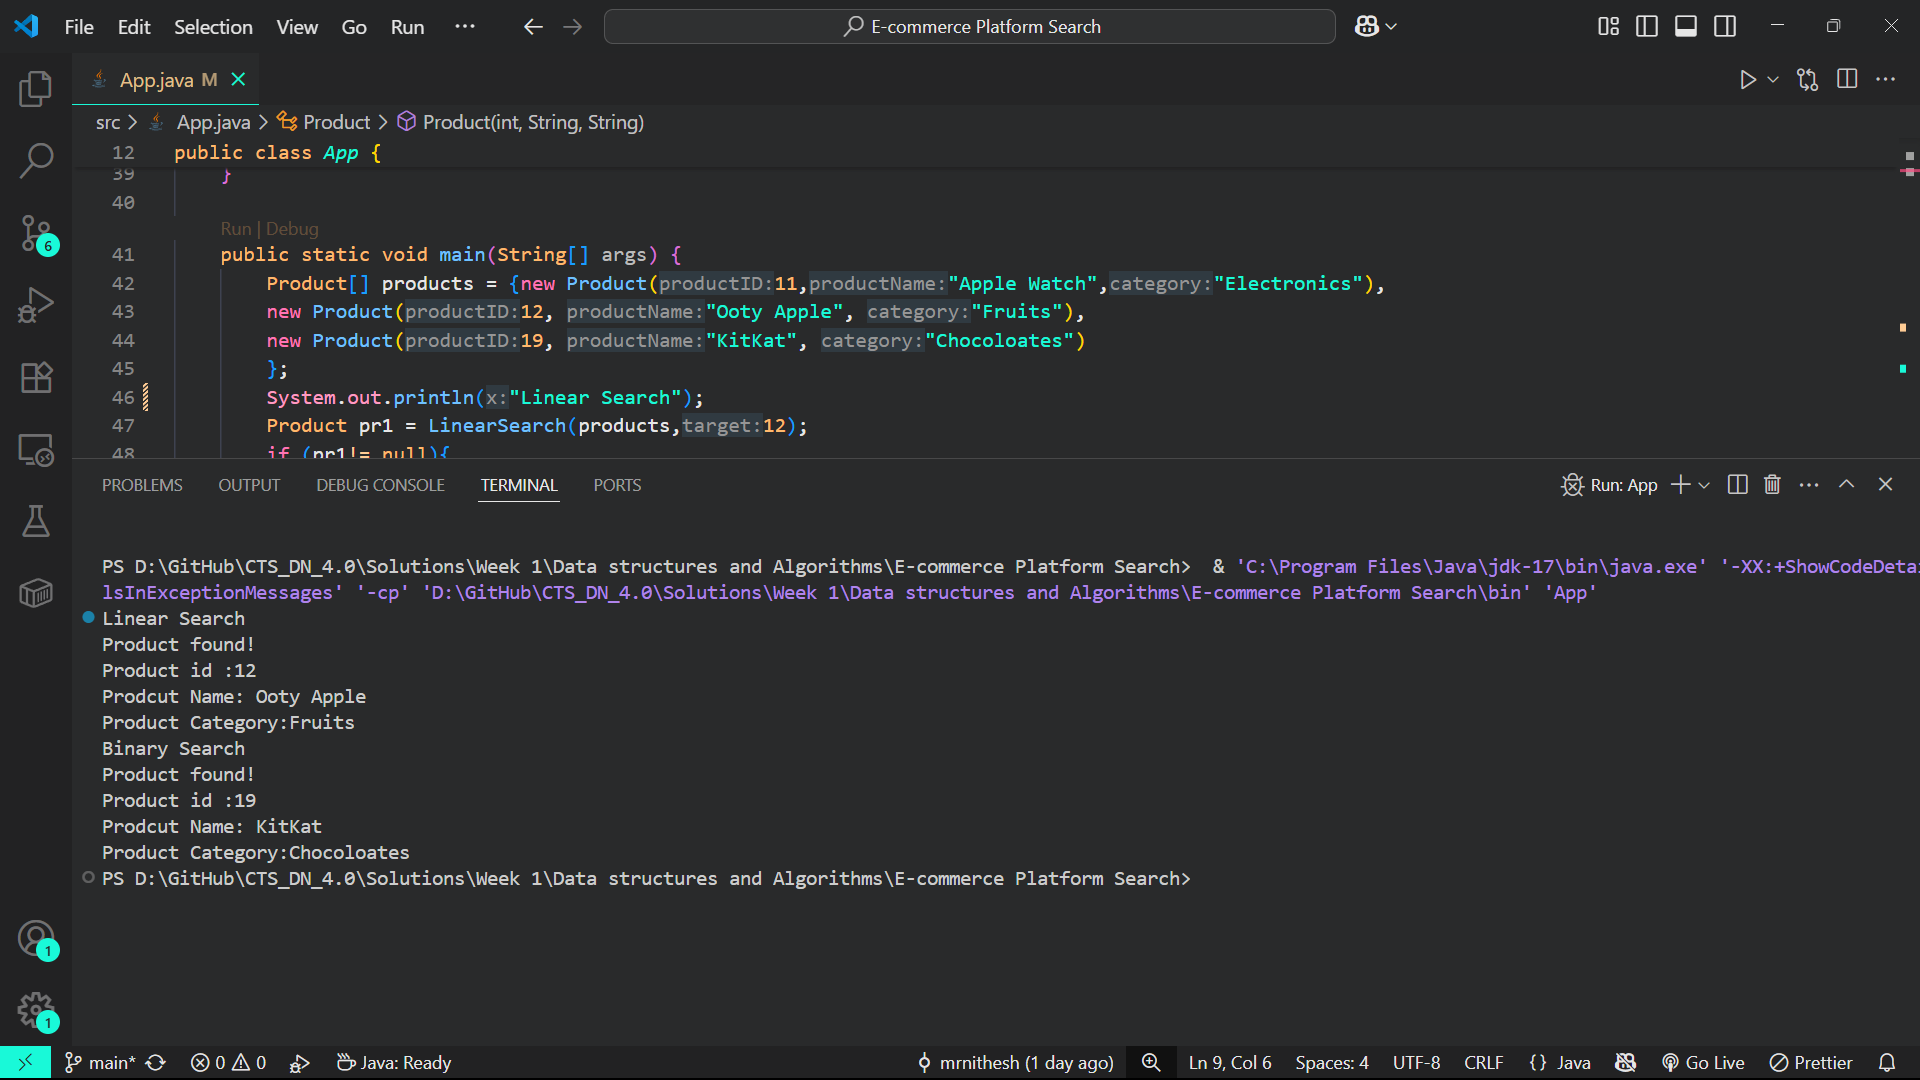 File Edit Selection View Go Run ··· E-commerce Platform Search
App.java M
src > App.java > Product > Product(int, String, String)
12 public class App {
39 }
40
Run | Debug
41 public static void main(String[] args) {
42 Product[] products = {new Product(productID:11,productName:"Apple Watch",category:"Electronics"),
43 new Product(productID:12, productName:"Ooty Apple", category:"Fruits"),
44 new Product(productID:19, productName:"KitKat", category:"Chocoloates")
45 };
46 System.out.println(x:"Linear Search");
47 Product pr1 = LinearSearch(products,target:12);
48 if (pr1!= null){
PROBLEMS OUTPUT DEBUG CONSOLE TERMINAL PORTS Run: App
PS D:\GitHub\CTS_DN_4.0\Solutions\Week 1\Data structures and Algorithms\E-commerce Platform Search> & 'C:\Program Files\Java\jdk-17\bin\java.exe' '-XX:+ShowCodeDetai
lsInExceptionMessages' '-cp' 'D:\GitHub\CTS_DN_4.0\Solutions\Week 1\Data structures and Algorithms\E-commerce Platform Search\bin' 'App'
Linear Search
Product found!
Product id :12
Prodcut Name: Ooty Apple
Product Category:Fruits
Binary Search
Product found!
Product id :19
Prodcut Name: KitKat
Product Category:Chocoloates
PS D:\GitHub\CTS_DN_4.0\Solutions\Week 1\Data structures and Algorithms\E-commerce Platform Search>
6
1
1
main* 0 0 Java: Ready mrnithesh (1 day ago) Ln 9, Col 6 Spaces: 4 UTF-8 CRLF {} Java Go Live Prettier